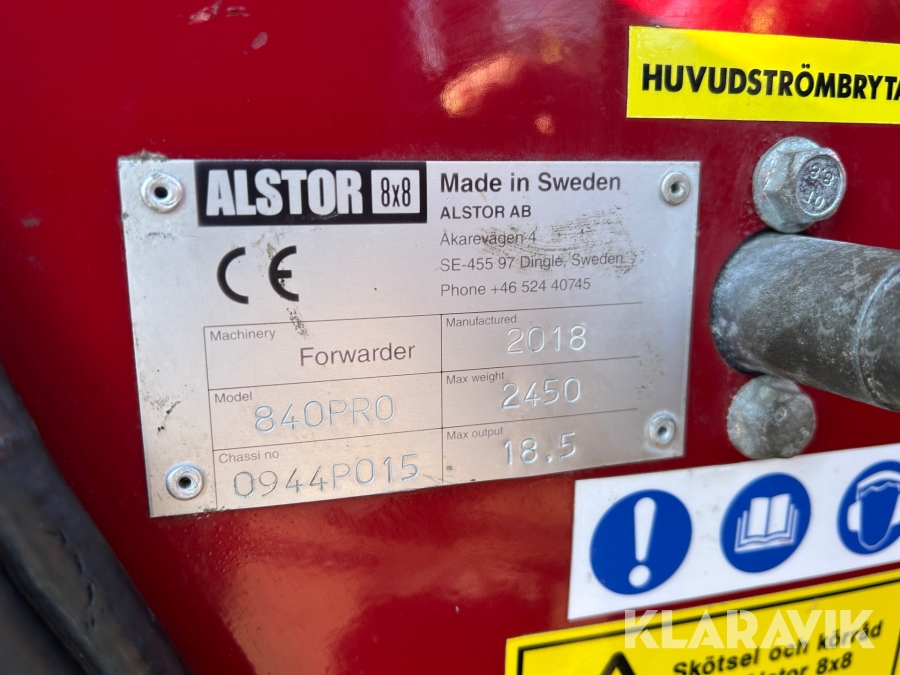 HUVUDSTRÖMBRYTA
ALSTOR 8x8
Made in Sweden
ALSTOR AB
Åkarevägen 4
SE-455 97 Dingle, Sweden
Phone +46 524 40745
CE
Machinery
Forwarder
Manufactured
2018
Model
840PRO
Max weight
2450
Chassi no
0944P015
Max output
18.5
8.8
KLARAVIK
Skötsel och körråd
Alstor 8x8